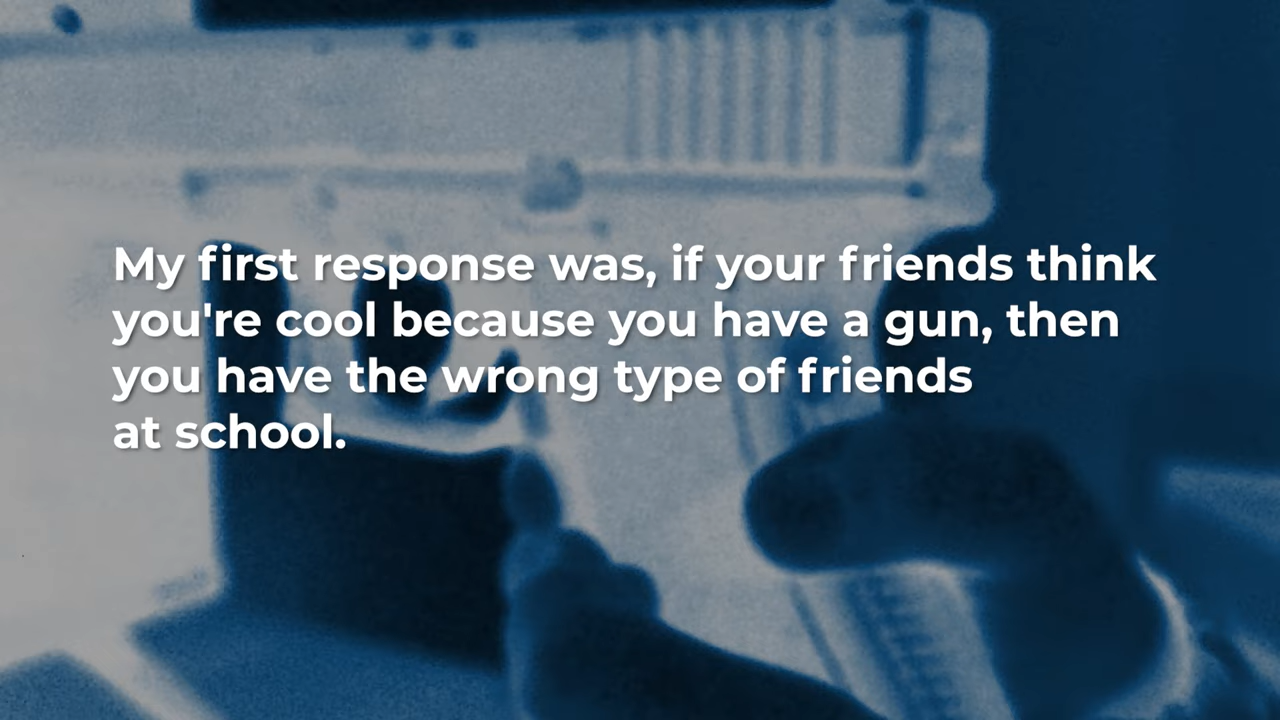 My first response was, if your friends think
you're cool because you have a gun, then
you have the wrong type of friends
at school.